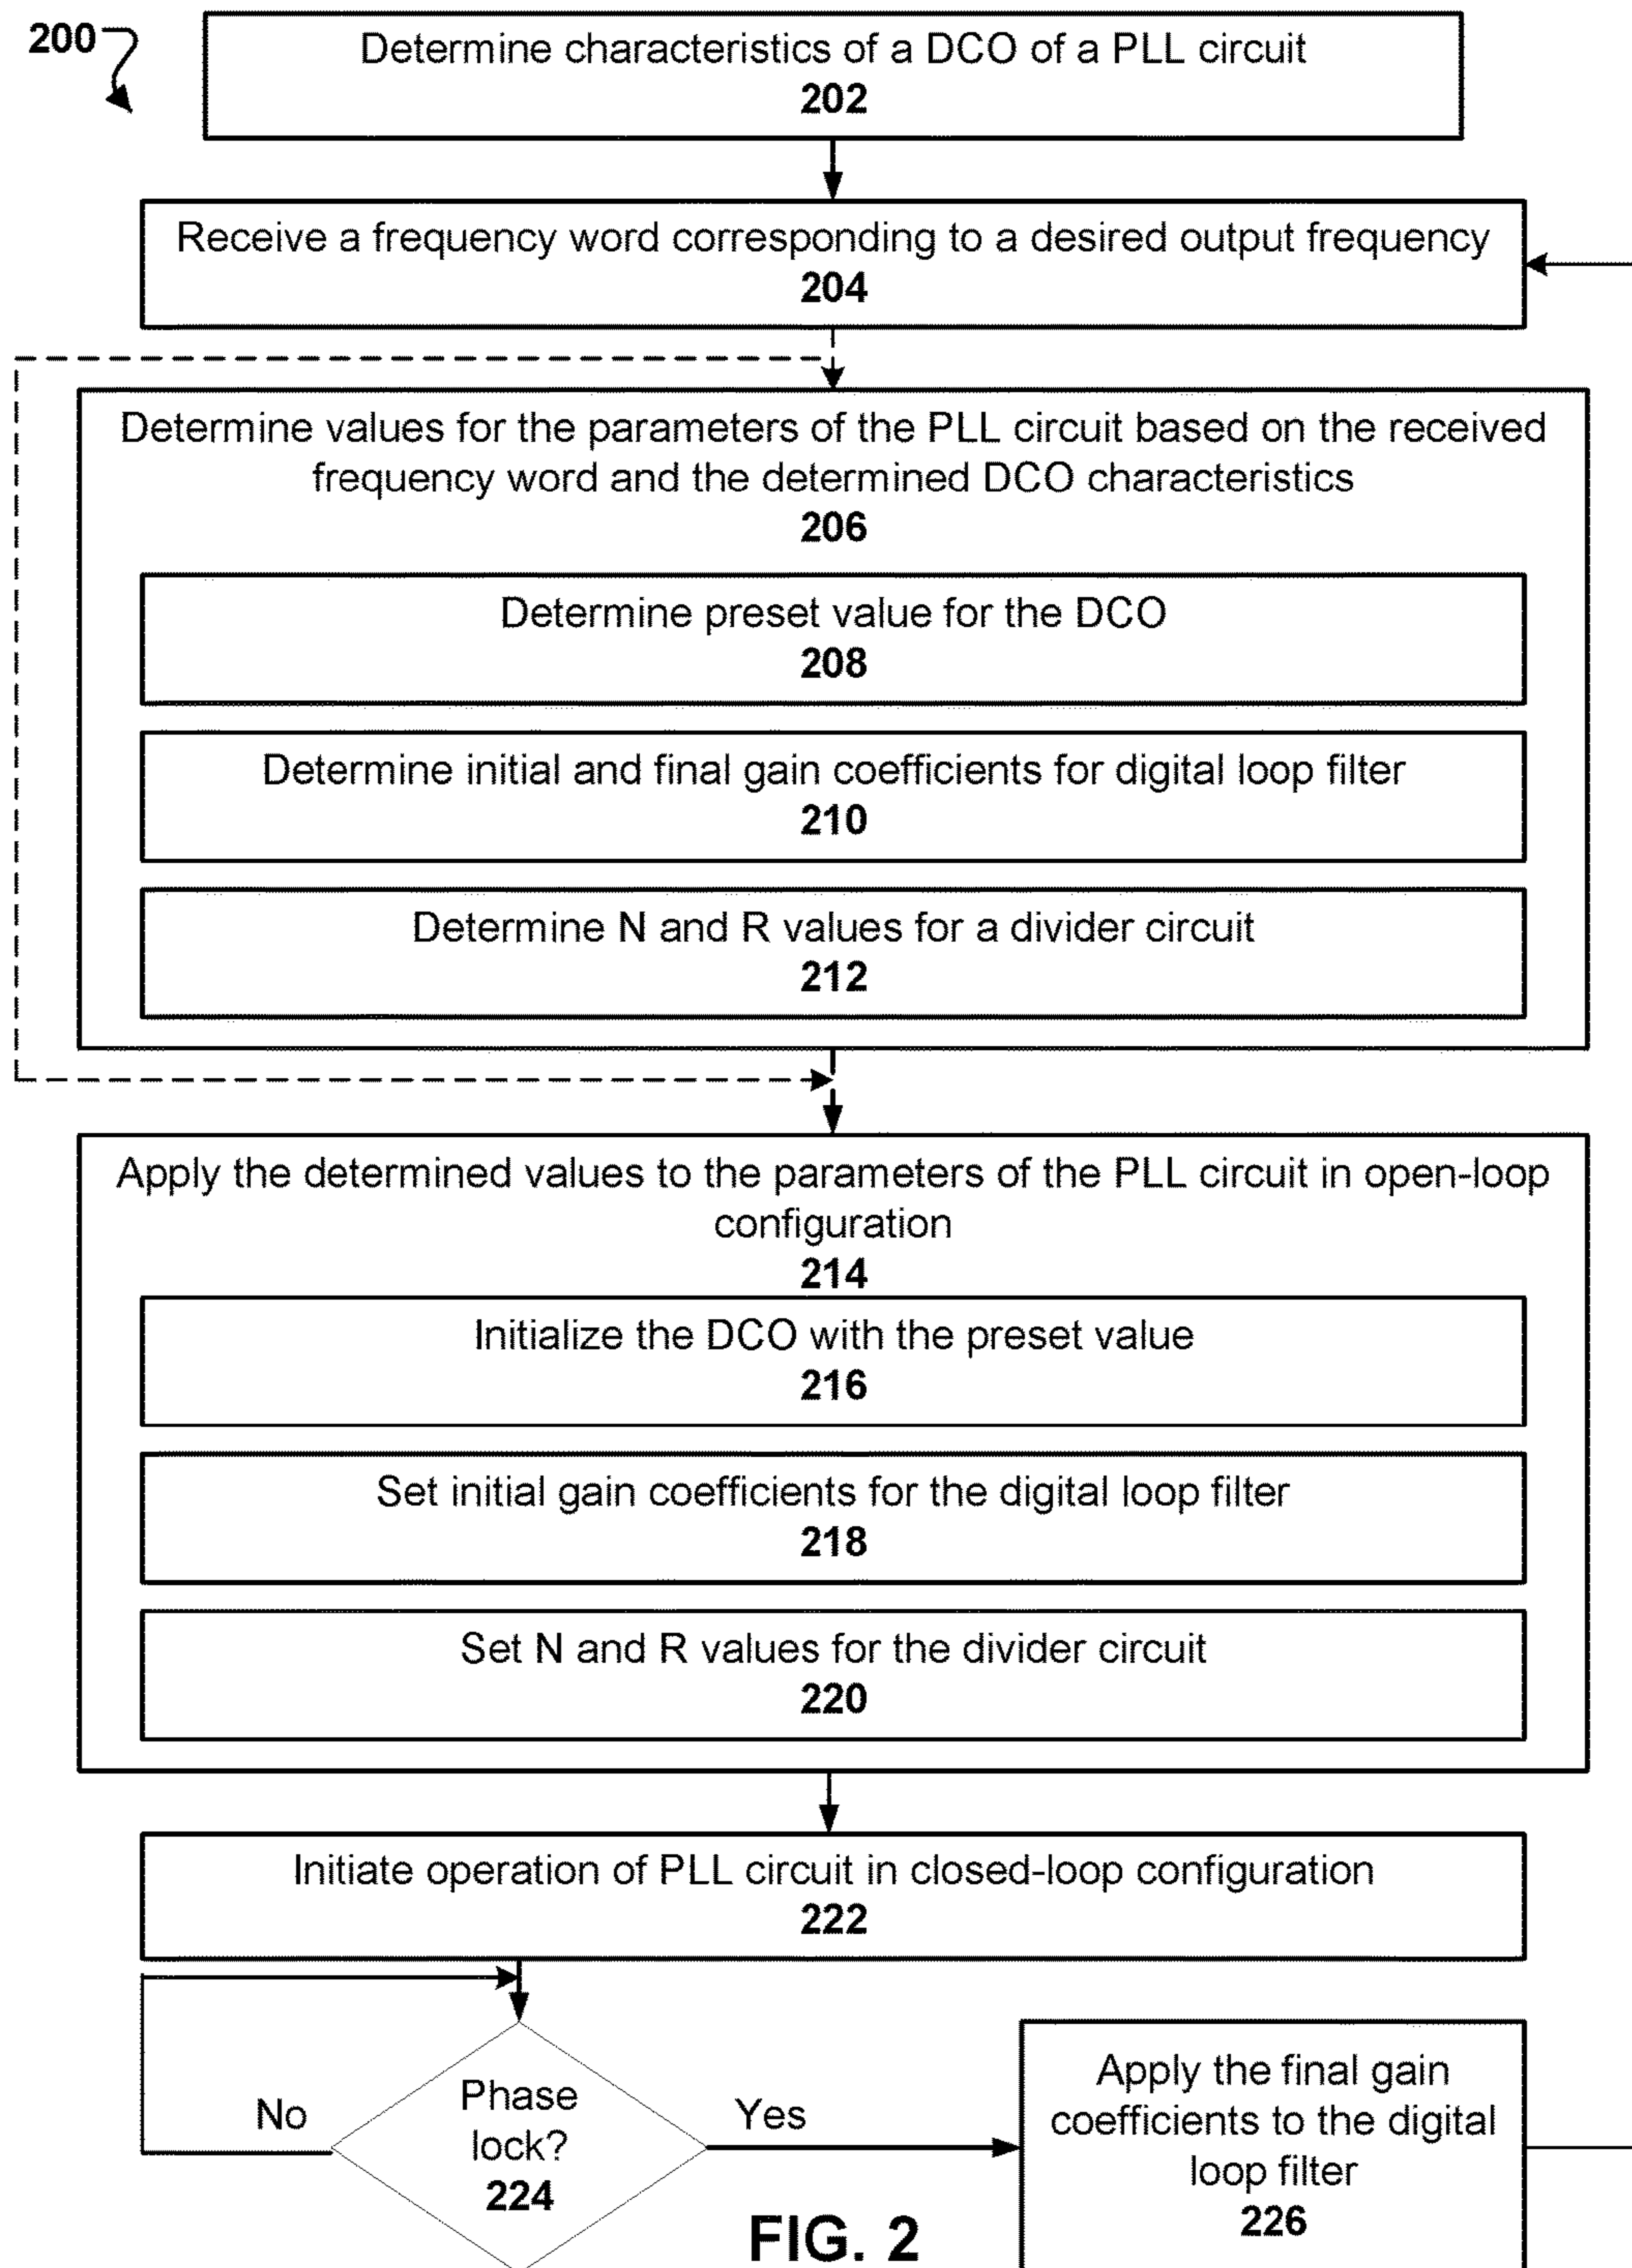 200
Determine characteristics of a DCO of a PLL circuit
202
Receive a frequency word corresponding to a desired output frequency
204
Determine values for the parameters of the PLL circuit based on the received
frequency word and the determined DCO characteristics
206
Determine preset value for the DCO
208
Determine initial and final gain coefficients for digital loop filter
210
Determine N and R values for a divider circuit
212
Apply the determined values to the parameters of the PLL circuit in open-loop
configuration
214
Initialize the DCO with the preset value
216
Set initial gain coefficients for the digital loop filter
218
Set N and R values for the divider circuit
220
Initiate operation of PLL circuit in closed-loop configuration
222
No
Phase
lock?
224
Yes
Apply the final gain
coefficients to the digital
loop filter
226
FIG. 2